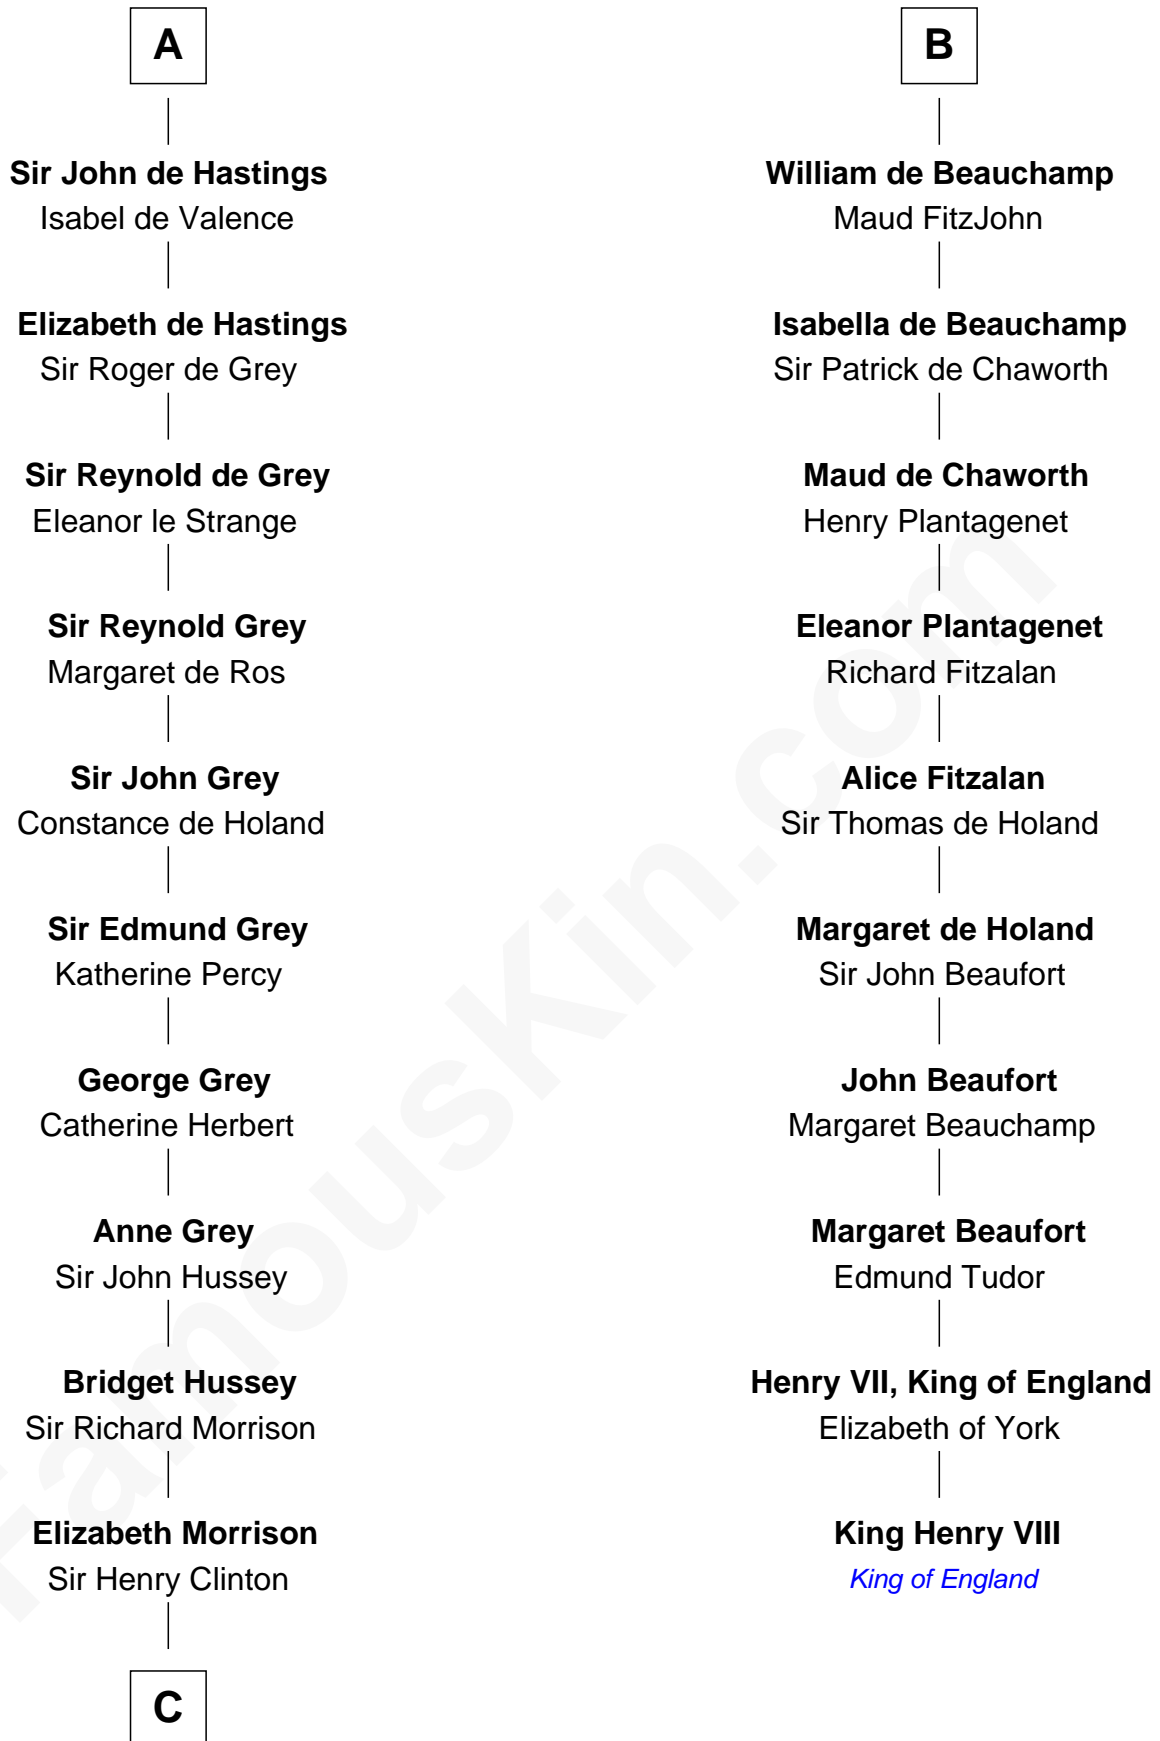 A
Sir John de Hastings
Isabel de Valence
Elizabeth de Hastings
Sir Roger de Grey
Sir Reynold de Grey
Eleanor le Strange
Sir Reynold Grey
Margaret de Ros
Sir John Grey
Constance de Holand
Sir Edmund Grey
Katherine Percy
George Grey
Catherine Herbert
Anne Grey
Sir John Hussey
Bridget Hussey
Sir Richard Morrison
Elizabeth Morrison
Sir Henry Clinton
C
B
William de Beauchamp
Maud FitzJohn
Isabella de Beauchamp
Sir Patrick de Chaworth
Maud de Chaworth
Henry Plantagenet
Eleanor Plantagenet
Richard Fitzalan
Alice Fitzalan
Sir Thomas de Holand
Margaret de Holand
Sir John Beaufort
John Beaufort
Margaret Beauchamp
Margaret Beaufort
Edmund Tudor
Henry VII, King of England
Elizabeth of York
King Henry VIII
King of England
FamousKin.com